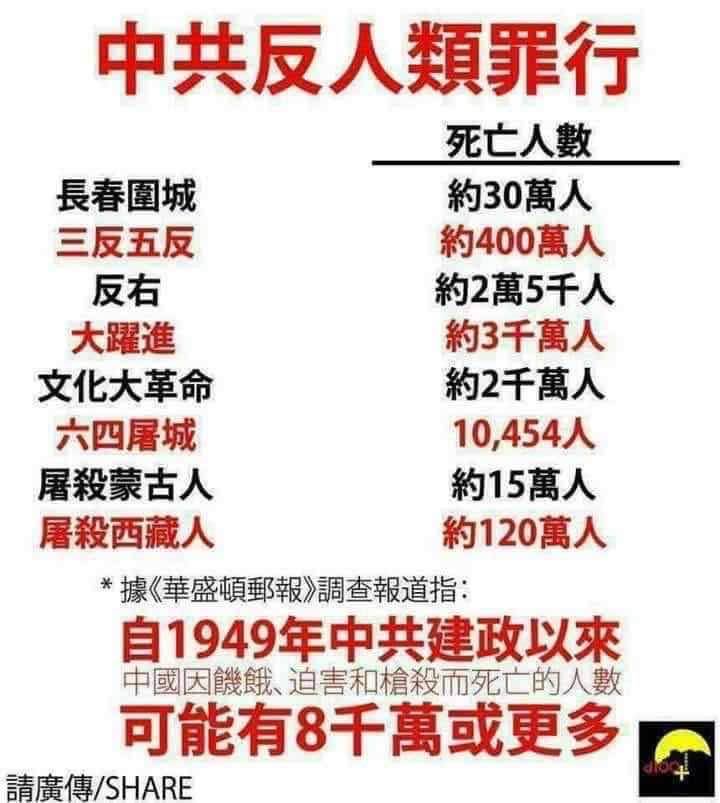 中共反人類罪行
死亡人數
長春圍城 約30萬人
三反五反 約400萬人
反右 約2萬5千人
大躍進 約3千萬人
文化大革命 約2千萬人
六四屠城 10,454人
屠殺蒙古人 約15萬人
屠殺西藏人 約120萬人
*據《華盛頓郵報》調查報道指：
自1949年中共建政以來
中國因饑餓、迫害和槍殺而死亡的人數
可能有8千萬或更多
請廣傳/SHARE